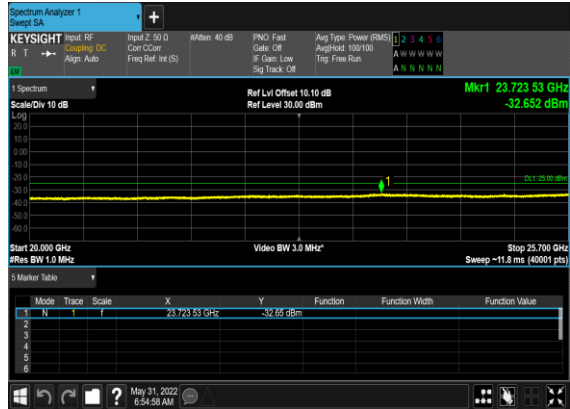 Spectrum Analyzer 1
Swept SA
KEYSIGHT Input: RF Input Z: 50 Ω #Atten: 40 dB PNO: Fast Avg Type: Power (RMS) 1 2 3 4 5 6
R T Coupling: DC Corr CCorr Gate: Off Avg|Hold: 100/100 A W W W W W
Align: Auto Freq Ref: Int (S) IF Gain: Low Trig: Free Run
Sig Track: Off A N N N N N
LXI
1 Spectrum Ref Lvl Offset 10.10 dB Mkr1 23.723 53 GHz
Scale/Div 10 dB Ref Level 30.00 dBm -32.652 dBm
Log
20.0
10.0
0.00
-10.0
-20.0 1 DL1 -25.00 dBm
-30.0
-40.0
-50.0
-60.0
Start 20.000 GHz Video BW 3.0 MHz* Stop 25.700 GHz
#Res BW 1.0 MHz Sweep ~11.8 ms (40001 pts)
5 Marker Table
Mode Trace Scale X Y Function Function Width Function Value
1 N 1 f 23.723 53 GHz -32.65 dBm
2
3
4
5
6
May 31, 2022
6:54:58 AM